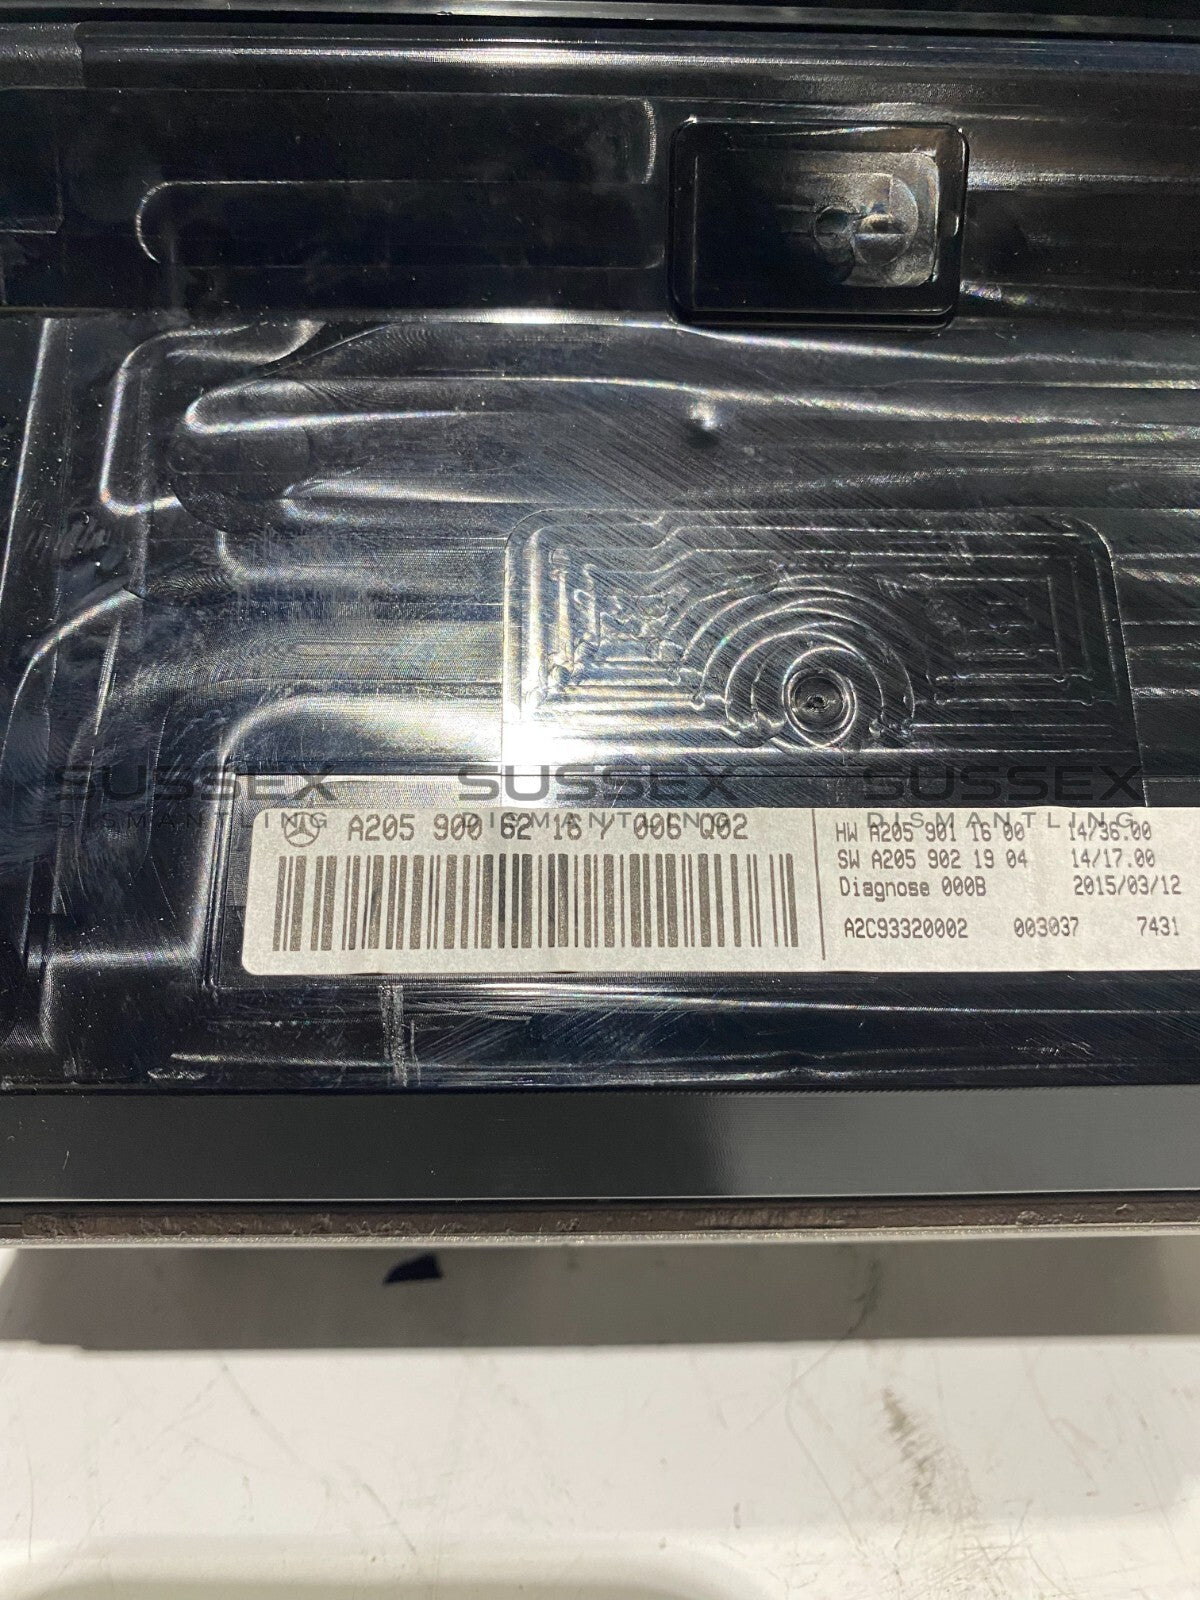 SUSSEX SUSSEX SUSSEX
DISMANTLING DISMANTLING DISMANTLING
A205 900 62 16 / 006 Q02
HW A205 901 16 00 14/36.00
SW A205 902 19 04 14/17.00
Diagnose 000B 2015/03/12
A2C93320002 003037 7431